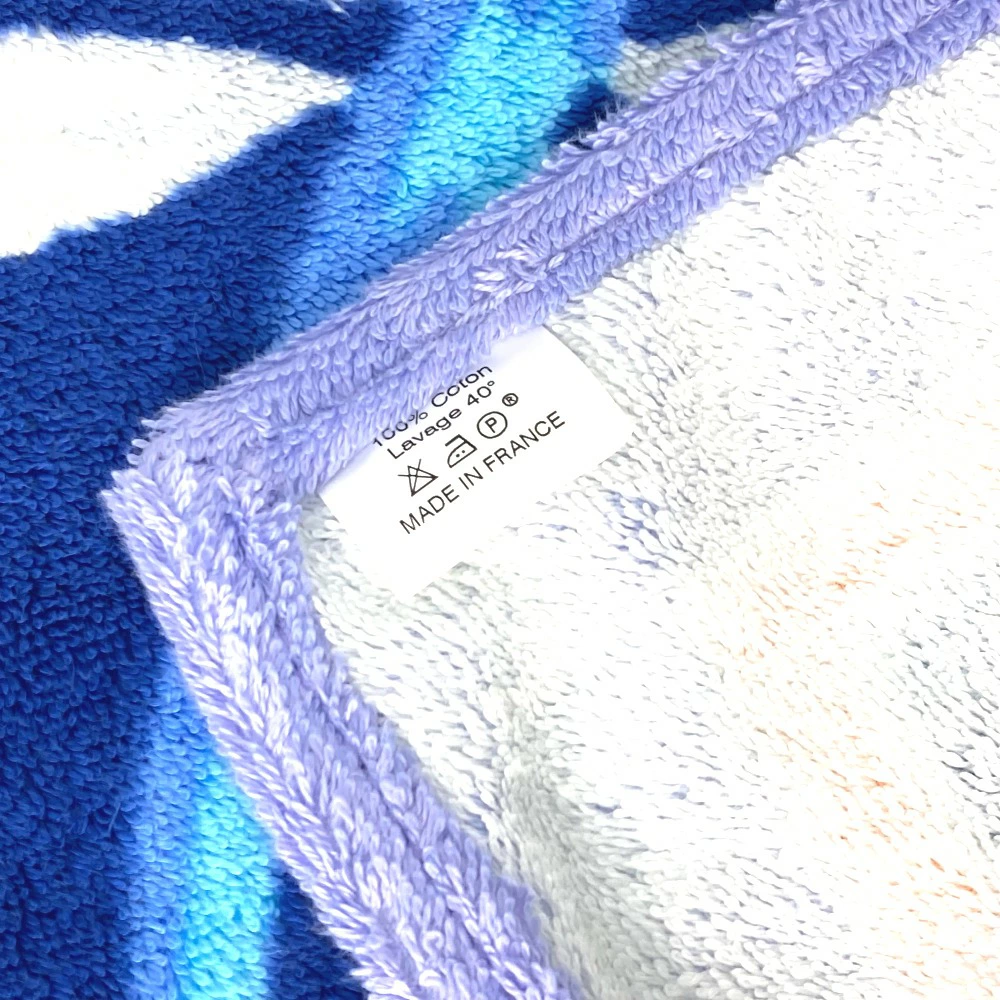 100% Coton
Lavage 40°
P®
MADE IN FRANCE